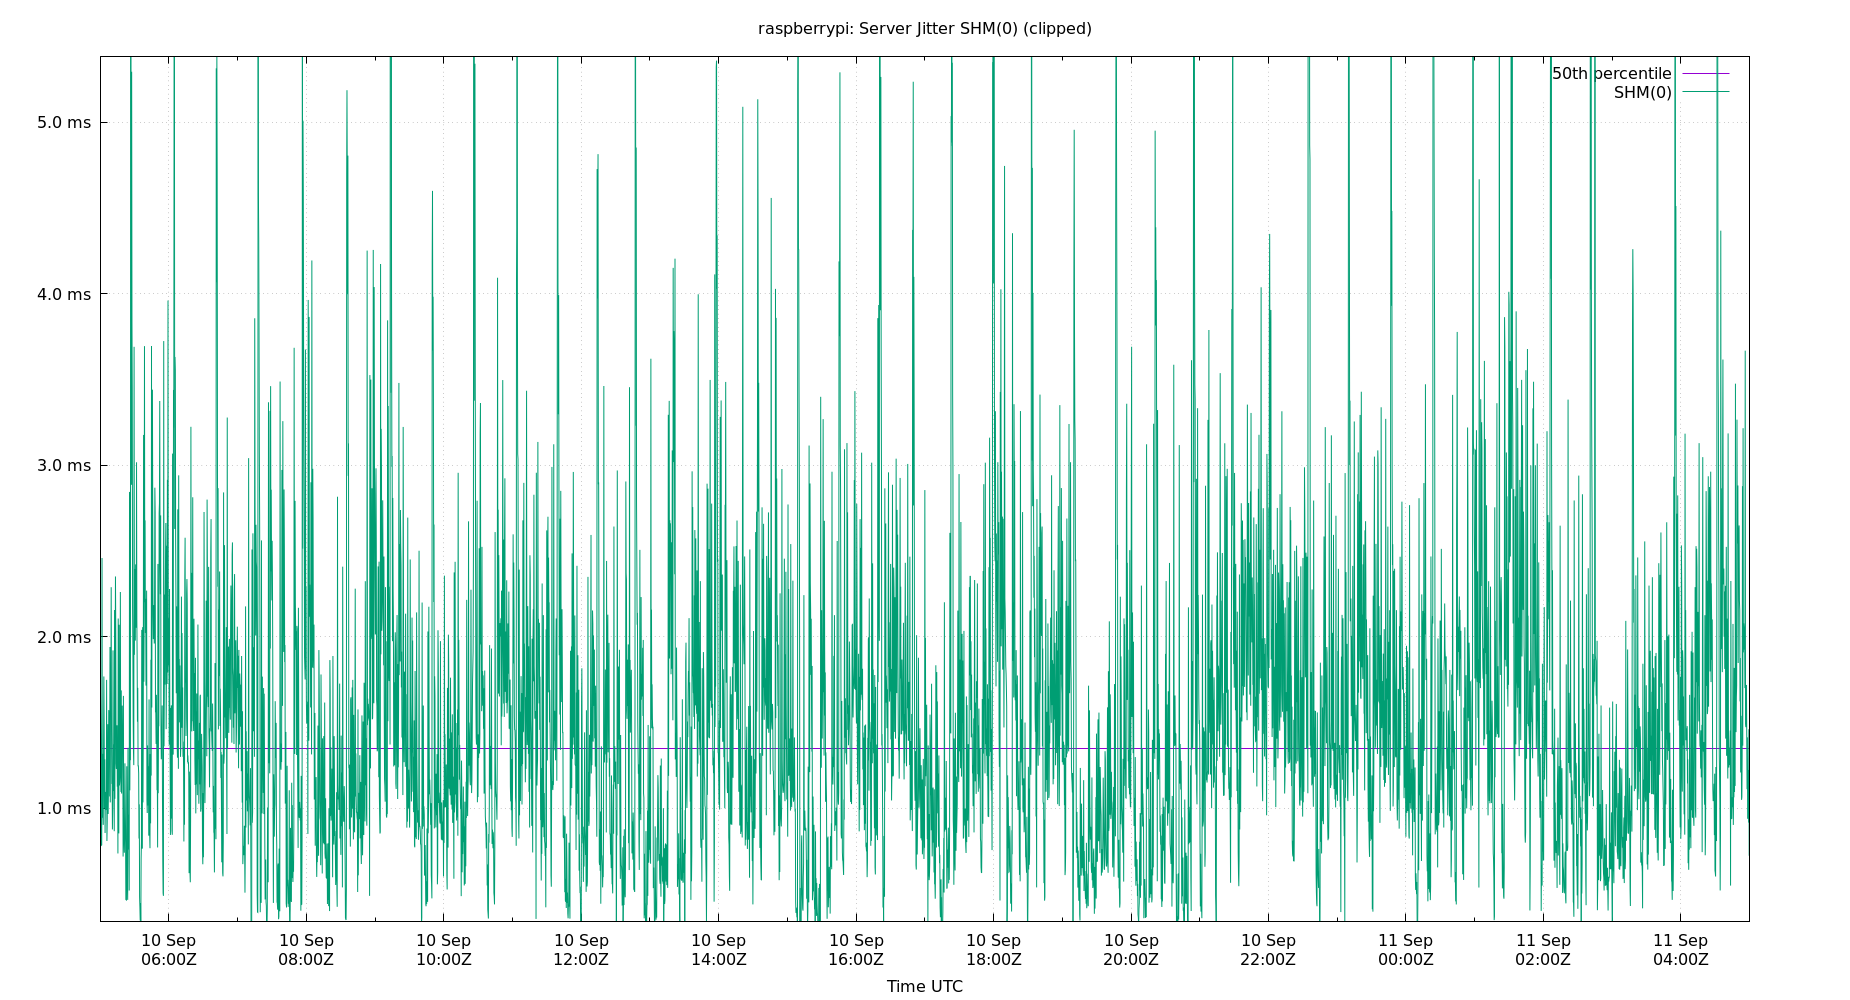 raspberrypi: Server Jitter SHM(0) (clipped)
50th percentile
SHM(0)
5.0 ms
4.0 ms
3.0 ms
2.0 ms
1.0 ms
10 Sep 10 Sep 10 Sep 10 Sep 10 Sep 10 Sep 10 Sep 10 Sep 10 Sep 11 Sep 11 Sep 11 Sep
06:00Z 08:00Z 10:00Z 12:00Z 14:00Z 16:00Z 18:00Z 20:00Z 22:00Z 00:00Z 02:00Z 04:00Z
Time UTC